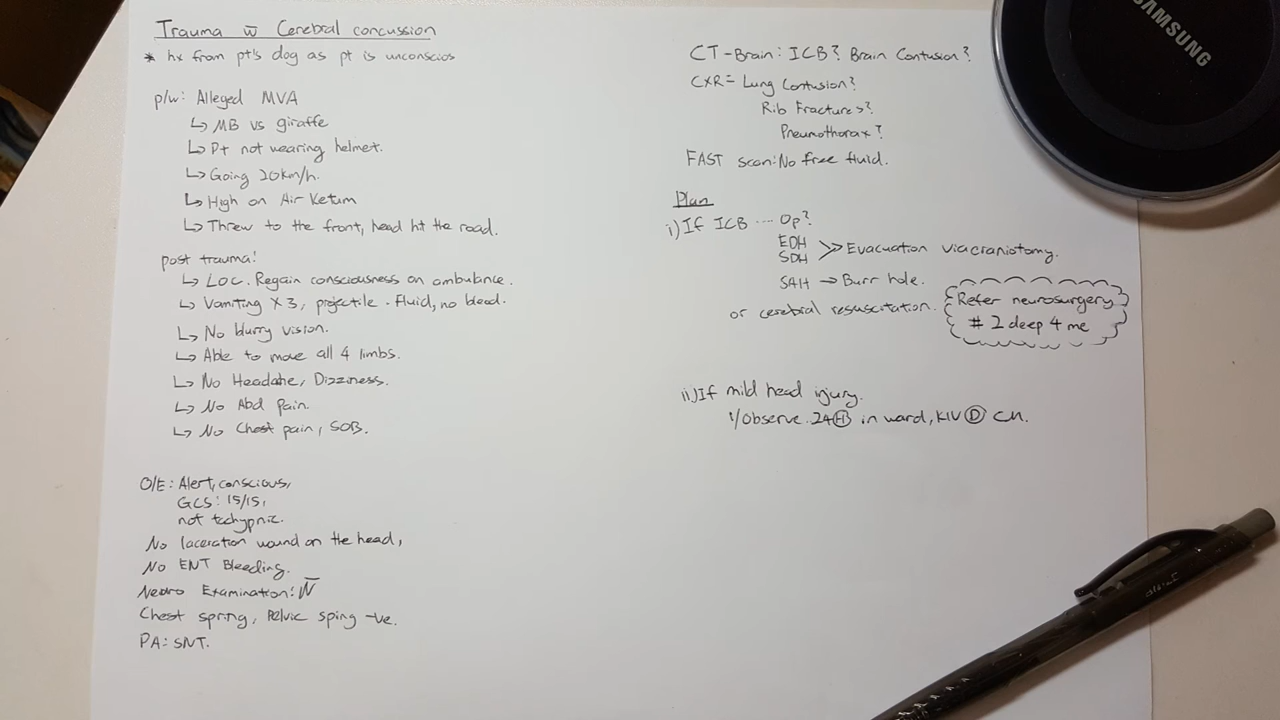 Trauma w̄ Cerebral concussion
* hx from pt's dog as pt is unconscios
p/w: Alleged MVA
↳ MB vs giraffe
↳ Pt not wearing helmet.
↳ Going 20km/h.
↳ High on Air Ketum
↳ Threw to the front, head hit the road.
post trauma:
↳ LOC. Regain consciousness on ambulance.
↳ Vomiting x3, projectile. fluid, no blood.
↳ No blurry vision.
↳ Able to move all 4 limbs.
↳ No Headahe, Dizziness.
↳ No Abd pain.
↳ No Chest pain, SOB.
O/E: Alert, conscious,
GCS: 15/15,
not tachypnic.
No laceration wound on the head,
No ENT Bleeding.
Neuro Examination: N̄
Chest spring, Pelvic sping -ve.
PA: SNT.
CT-Brain: ICB? Brain Contusion?
CXR= Lung Contusion?
Rib Fractures?
Pneumothorax?
FAST scan: No free fluid.
Plan
i) If ICB ---- Op?
EDH
SDH >> Evacuation via craniotomy.
SAH → Burr hole.
or cerebral resuscitation.
Refer neurosurgery
# 2 deep 4 me
ii) If mild head injury.
1/ Observe. 24Ⓗ in ward, KIV Ⓓ CM.
SAMSUNG